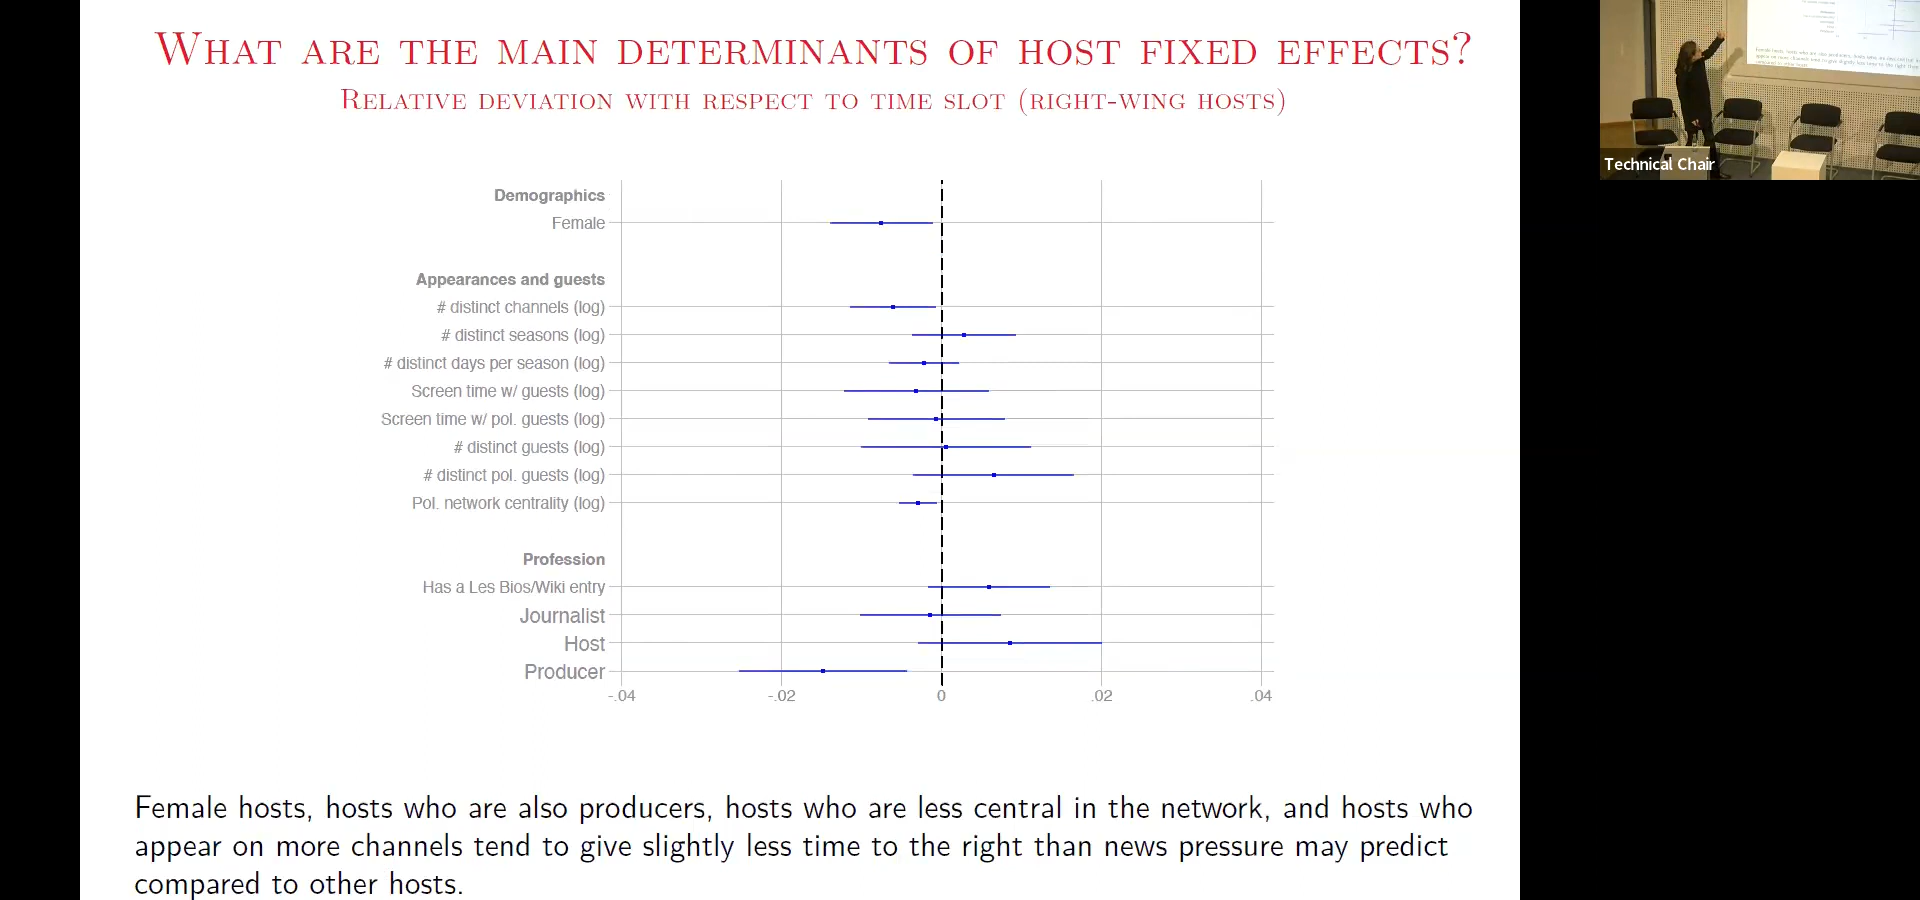 WHAT ARE THE MAIN DETERMINANTS OF HOST FIXED EFFECTS?
RELATIVE DEVIATION WITH RESPECT TO TIME SLOT (RIGHT-WING HOSTS)
Technical Chair
Demographics
Female
Appearances and guests
# distinct channels (log)
# distinct seasons (log)
# distinct days per season (log)
Screen time w/ guests (log)
Screen time w/ pol. guests (log)
# distinct guests (log)
# distinct pol. guests (log)
Pol. network centrality (log)
Profession
Has a Les Bios/Wiki entry
Journalist
Host
Producer
-.04 -.02 0 .02 .04
Female hosts, hosts who are also producers, hosts who are less central in the network, and hosts who
appear on more channels tend to give slightly less time to the right than news pressure may predict
compared to other hosts.